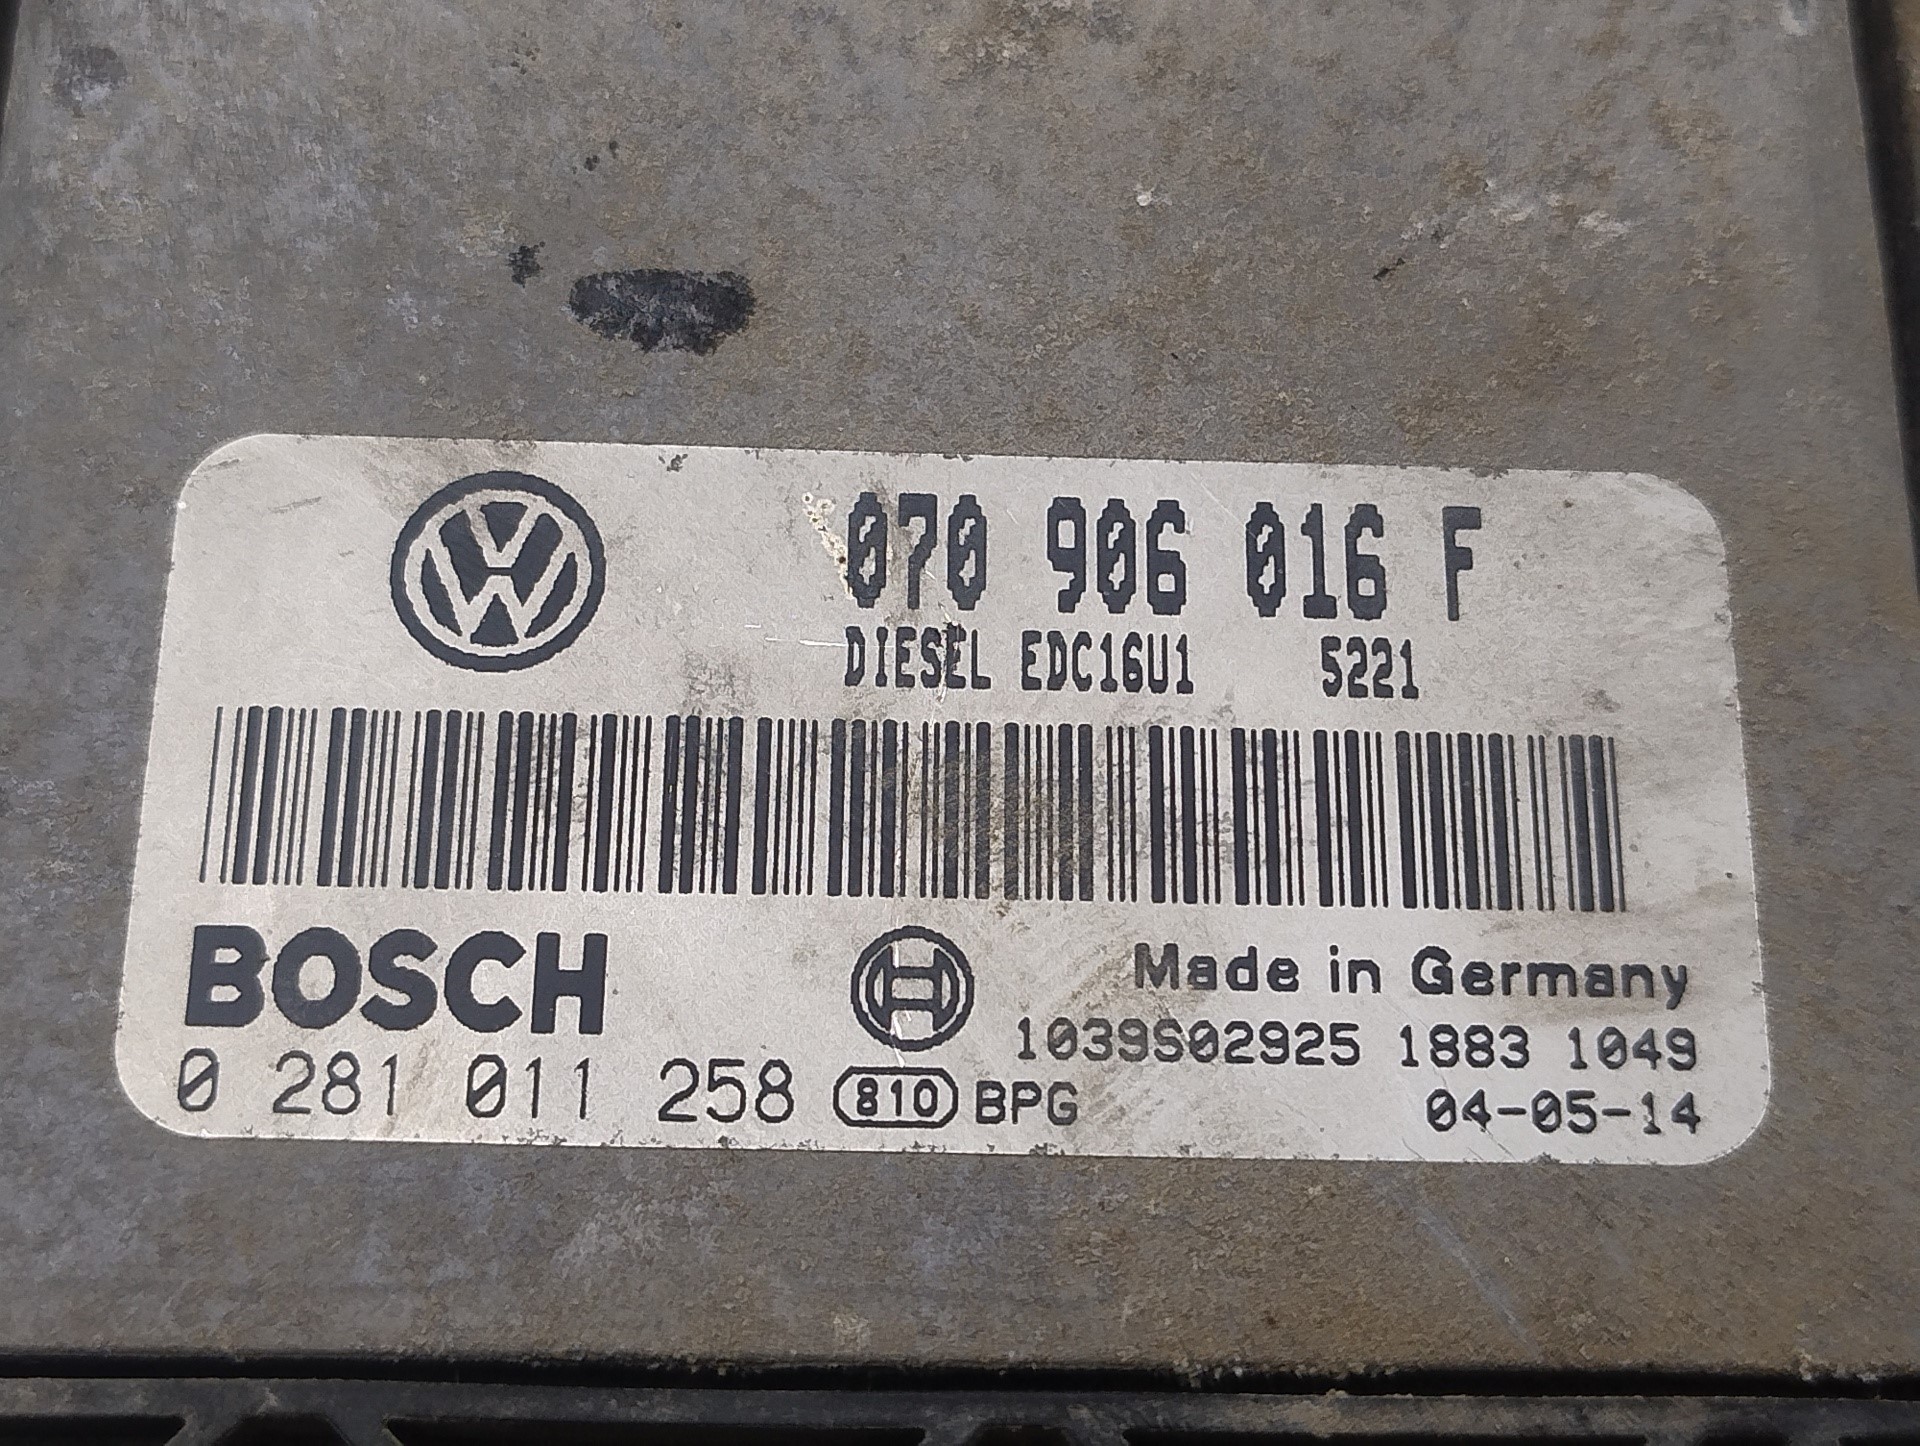 070 906 016 F
DIESEL EDC16U1 5221
BOSCH
Made in Germany
1039S02925 1883 1049
0 281 011 258 810 BPG
04-05-14